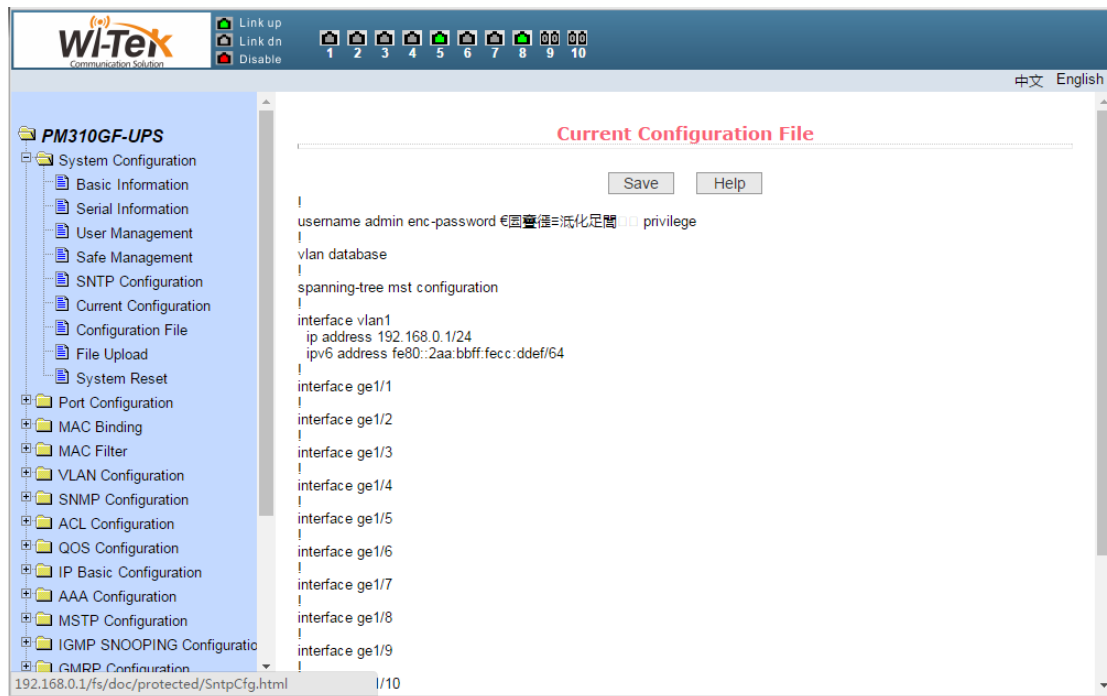 Wi-Tek
Communication Solution
Link up
Link dn
Disable
1 2 3 4 5 6 7 8 9 10
中文 English
PM310GF-UPS
System Configuration
Basic Information
Serial Information
User Management
Safe Management
SNTP Configuration
Current Configuration
Configuration File
File Upload
System Reset
Port Configuration
MAC Binding
MAC Filter
VLAN Configuration
SNMP Configuration
ACL Configuration
QOS Configuration
IP Basic Configuration
AAA Configuration
MSTP Configuration
IGMP SNOOPING Configuratio
GMRP Configuration
192.168.0.1/fs/doc/protected/SntpCfg.html
Current Configuration File
Save Help
!
username admin enc-password privilege
!
vlan database
!
spanning-tree mst configuration
!
interface vlan1
ip address 192.168.0.1/24
ipv6 address fe80::2aa:bbff:fecc:ddef/64
!
interface ge1/1
!
interface ge1/2
!
interface ge1/3
!
interface ge1/4
!
interface ge1/5
!
interface ge1/6
!
interface ge1/7
!
interface ge1/8
!
interface ge1/9
!
1/10